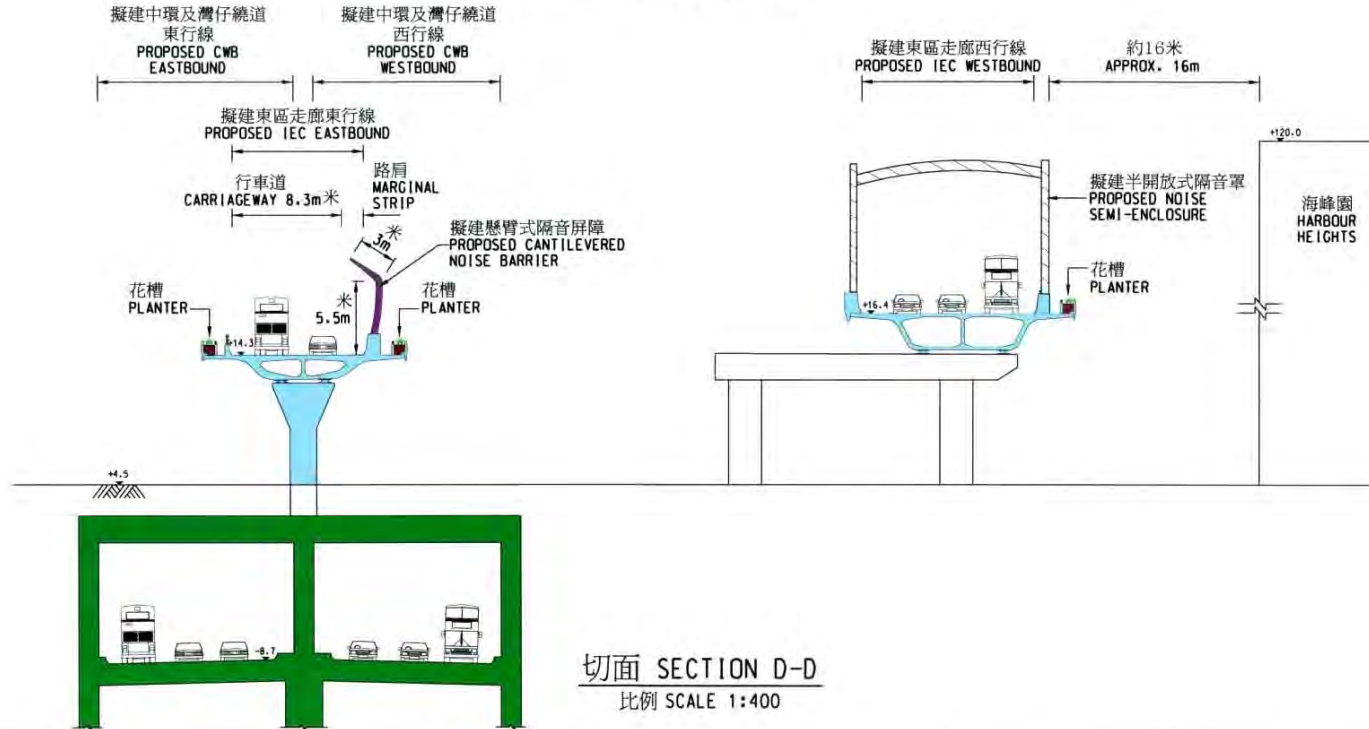 擬建中環及灣仔繞道
東行線
PROPOSED CWB
EASTBOUND
擬建中環及灣仔繞道
西行線
PROPOSED CWB
WESTBOUND
擬建東區走廊東行線
PROPOSED IEC EASTBOUND
行車道
CARRIAGEWAY 8.3m米
路肩
MARGINAL
STRIP
米
3m
擬建懸臂式隔音屏障
PROPOSED CANTILEVERED
NOISE BARRIER
花槽
PLANTER
米
5.5m
花槽
PLANTER
+14.3
+4.5
-8.7
擬建東區走廊西行線
PROPOSED IEC WESTBOUND
約16米
APPROX. 16m
+120.0
擬建半開放式隔音罩
PROPOSED NOISE
SEMI-ENCLOSURE
海峰園
HARBOUR
HEIGHTS
花槽
PLANTER
+16.4
切面 SECTION D-D
比例 SCALE 1:400